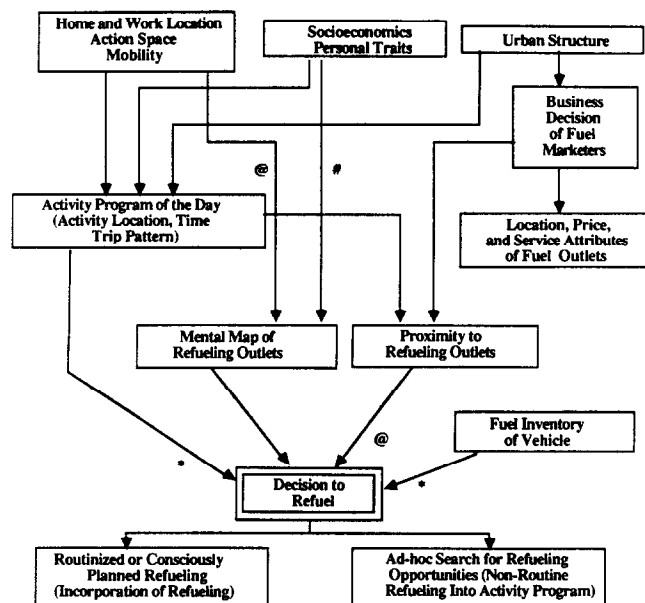 Home and Work Location
Action Space
Mobility
Socioeconomics
Personal Traits
Urban Structure
Business
Decision
of Fuel
Marketers
@
#
Activity Program of the Day
(Activity Location, Time
Trip Pattern)
Location, Price,
and Service Attributes
of Fuel Outlets
Mental Map of
Refueling Outlets
Proximity to
Refueling Outlets
Fuel Inventory
of Vehicle
@
*
*
Decision to
Refuel
Routinized or Consciously
Planned Refueling
(Incorporation of Refueling)
Ad-hoc Search for Refueling
Opportunities (Non-Routine
Refueling Into Activity Program)